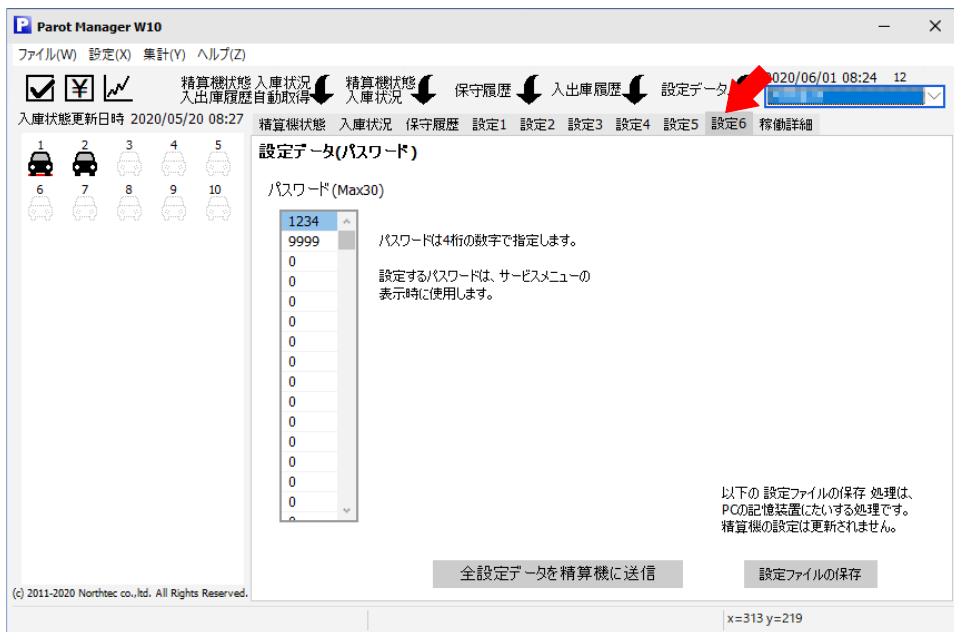 Parot Manager W10
ファイル(W) 設定(X) 集計(Y) ヘルプ(Z)
精算機状態 入庫状況
入出庫履歴 自動取得
精算機状態
入庫状況
保守履歴
入出庫履歴
設定データ
2020/06/01 08:24 12
入庫状態更新日時 2020/05/20 08:27
精算機状態 入庫状況 保守履歴 設定1 設定2 設定3 設定4 設定5 設定6 稼働詳細
1 2 3 4 5
6 7 8 9 10
設定データ(パスワード)
パスワード(Max30)
1234
9999
0
0
0
0
0
0
0
0
0
0
0
0
0
0
パスワードは4桁の数字で指定します。
設定するパスワードは、サービスメニューの
表示時に使用します。
以下の 設定ファイルの保存 処理は、
PCの記憶装置にたいする処理です。
精算機の設定は更新されません。
全設定データを精算機に送信
設定ファイルの保存
(c) 2011-2020 Northtec co.,ltd. All Rights Reserved.
x=313 y=219